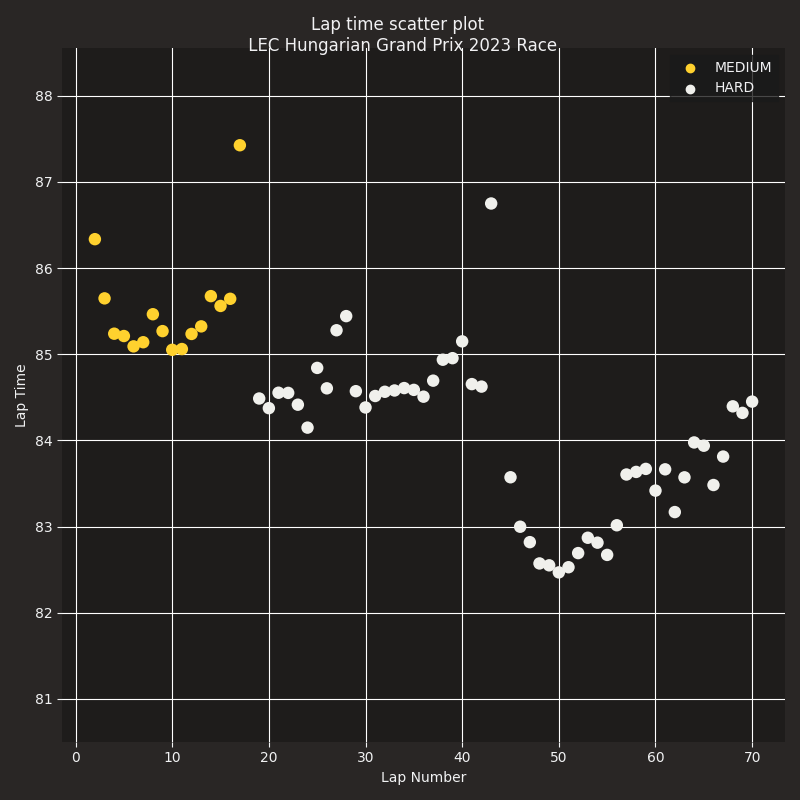 Lap time scatter plot
LEC Hungarian Grand Prix 2023 Race
MEDIUM
HARD
88
87
86
85
84
83
82
81
Lap Time
0 10 20 30 40 50 60 70
Lap Number